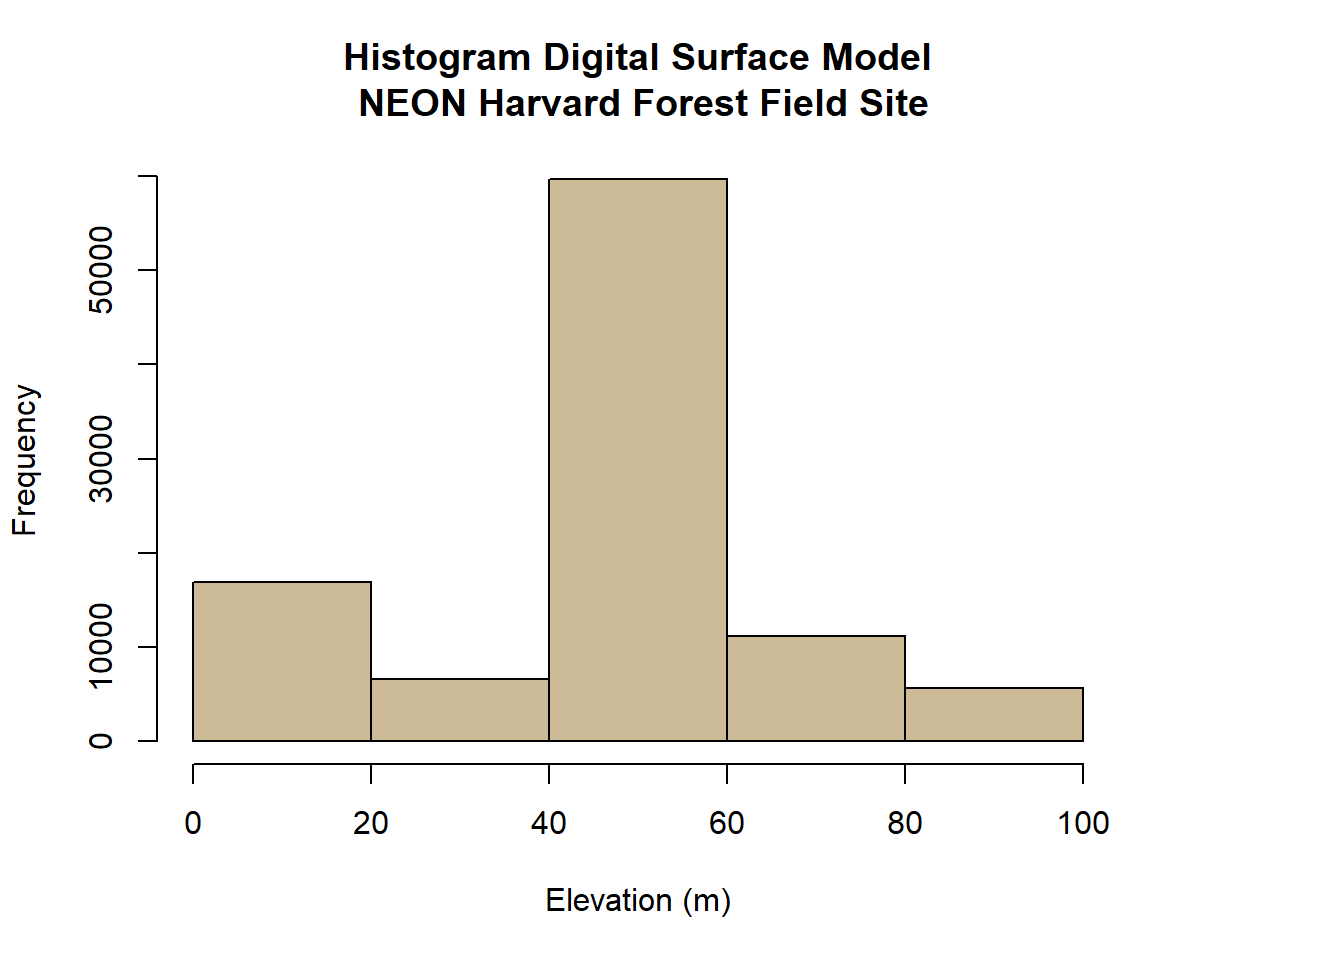 Histogram Digital Surface Model
NEON Harvard Forest Field Site
Frequency
50000
30000
10000
0
0 20 40 60 80 100
Elevation (m)